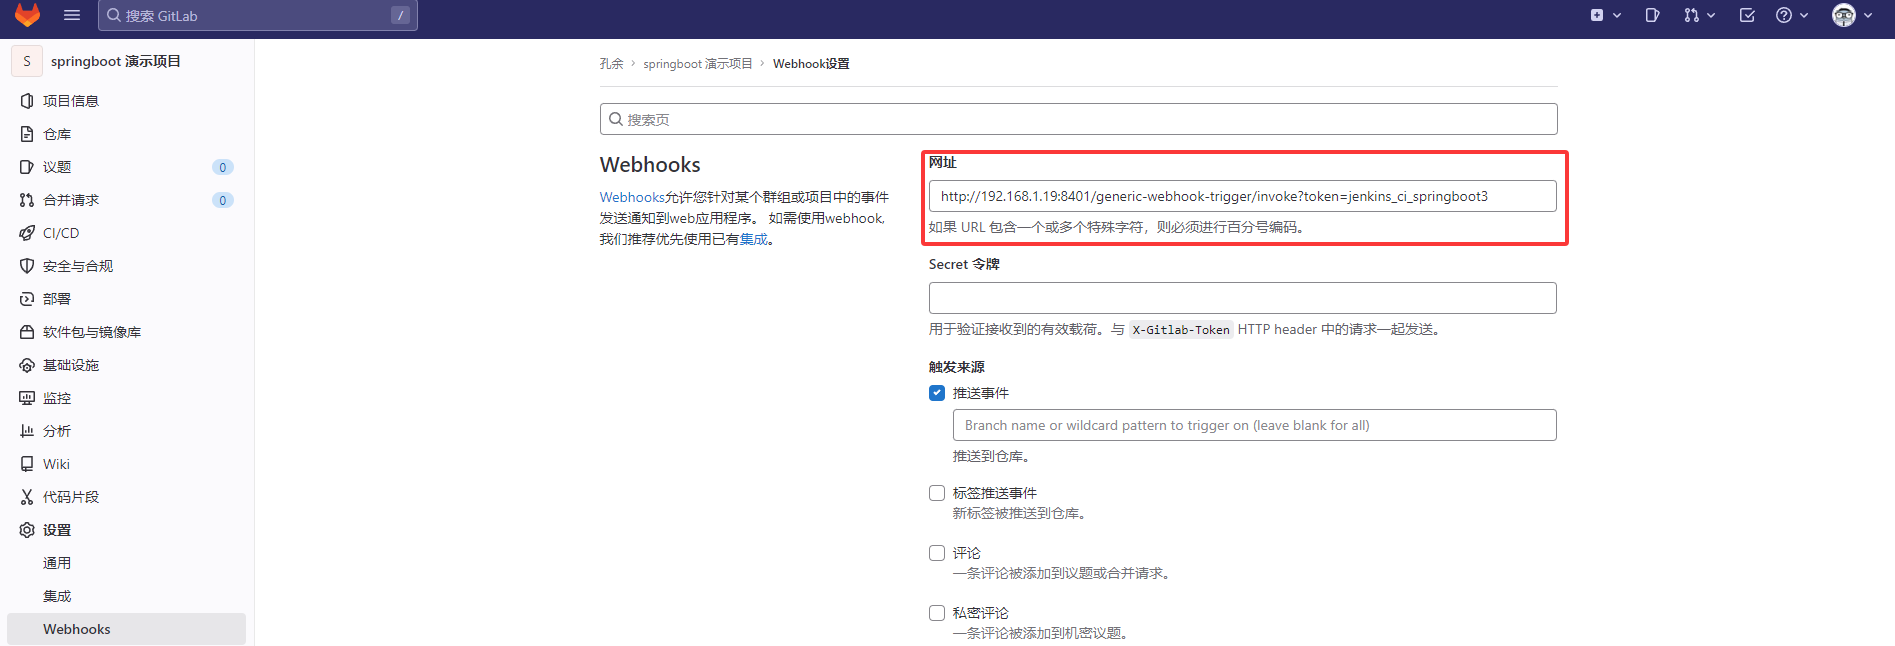 搜索 GitLab
/
S
springboot 演示项目
项目信息
仓库
议题
0
合并请求
0
CI/CD
安全与合规
部署
软件包与镜像库
基础设施
监控
分析
Wiki
代码片段
设置
通用
集成
Webhooks
孔余 › springboot 演示项目 › Webhook设置
搜索页
Webhooks
Webhooks允许您针对某个群组或项目中的事件
发送通知到web应用程序。 如需使用webhook,
我们推荐优先使用已有集成。
网址
http://192.168.1.19:8401/generic-webhook-trigger/invoke?token=jenkins_ci_springboot3
如果 URL 包含一个或多个特殊字符，则必须进行百分号编码。
Secret 令牌
用于验证接收到的有效载荷。与 X-Gitlab-Token HTTP header 中的请求一起发送。
触发来源
推送事件
Branch name or wildcard pattern to trigger on (leave blank for all)
推送到仓库。
标签推送事件
新标签被推送到仓库。
评论
一条评论被添加到议题或合并请求。
私密评论
一条评论被添加到机密议题。